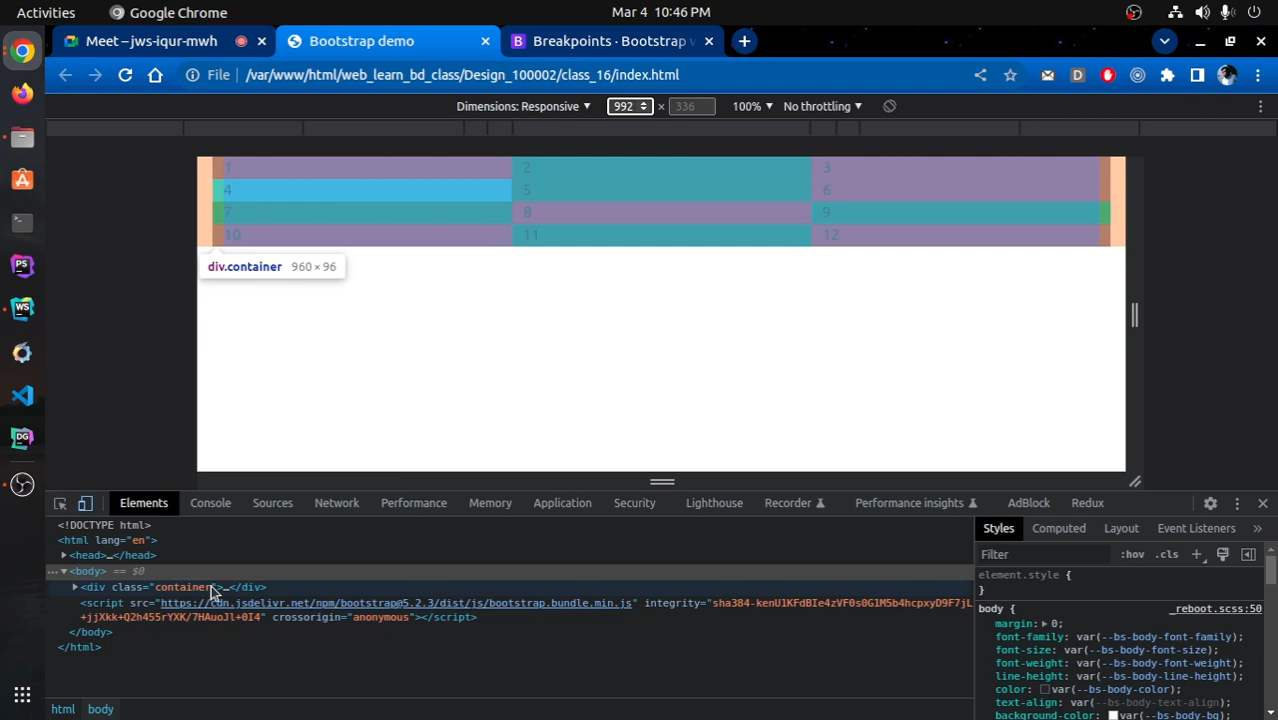 Activities
Google Chrome
Mar 4 10:46 PM
Meet – jws-iqur-mwh
Bootstrap demo
Breakpoints · Bootstrap v
File
/var/www/html/web_learn_bd_class/Design_100002/class_16/index.html
Dimensions: Responsive
992
×
336
100%
No throttling
1
2
3
4
5
6
7
8
9
10
11
12
div.container 960 × 96
Elements
Console
Sources
Network
Performance
Memory
Application
Security
Lighthouse
Recorder
Performance insights
AdBlock
Redux
<!DOCTYPE html>
<html lang="en">
<head>…</head>
<body> == $0
<div class="container">…</div>
<script src="https://cdn.jsdelivr.net/npm/bootstrap@5.2.3/dist/js/bootstrap.bundle.min.js" integrity="sha384-kenU1KFdBIe4zVF0s0G1M5b4hcpxyD9F7jL
+jjXkk+Q2h455rYXK/7HAuoJl+0I4" crossorigin="anonymous"></script>
</body>
</html>
html
body
Styles
Computed
Layout
Event Listeners
»
Filter
:hov
.cls
element.style {
}
body {
_reboot.scss:50
margin: 0;
font-family: var(--bs-body-font-family);
font-size: var(--bs-body-font-size);
font-weight: var(--bs-body-font-weight);
line-height: var(--bs-body-line-height);
color: var(--bs-body-color);
text-align: var(--bs-body-text-align);
background-color: var(--bs-body-bg);